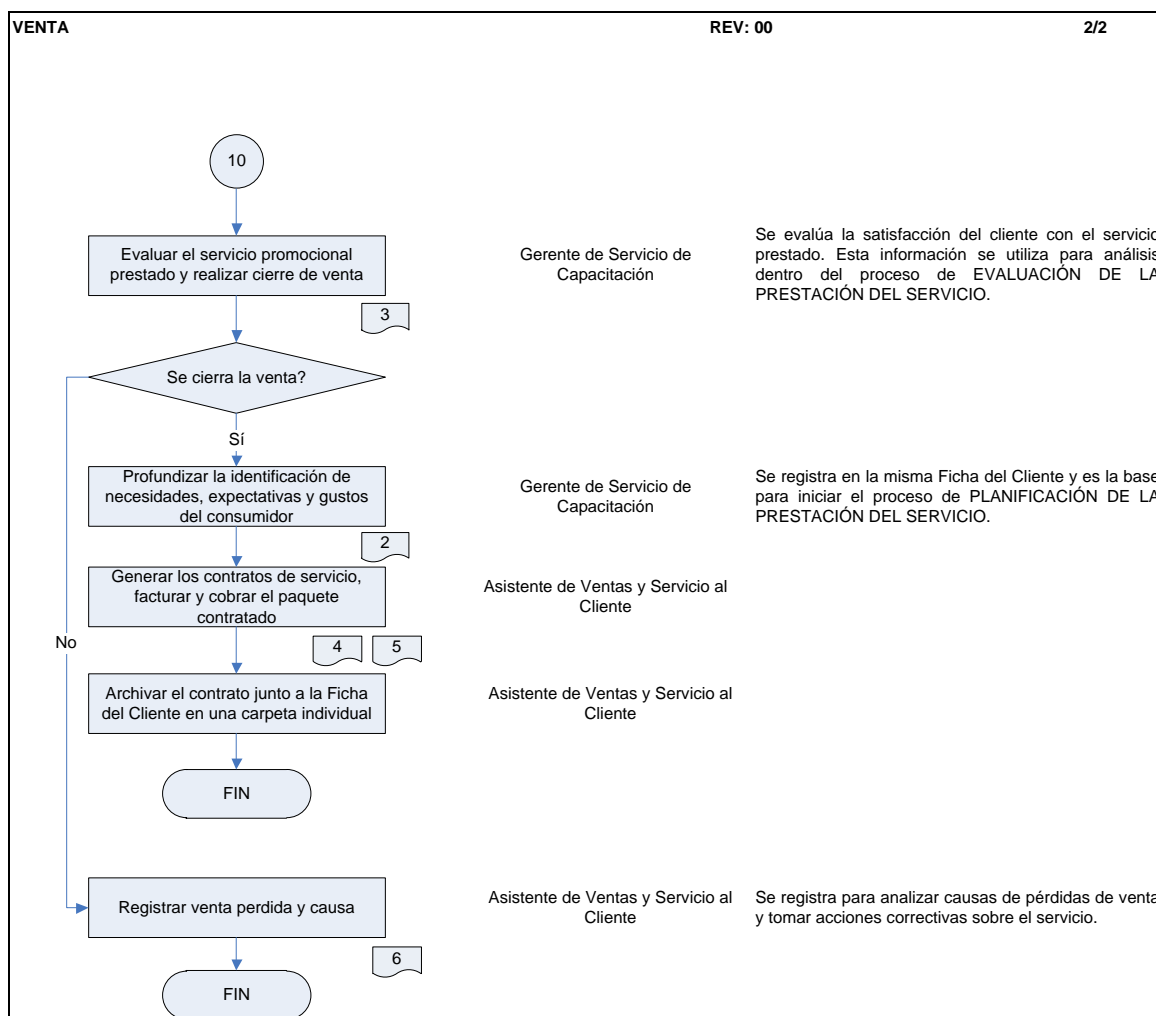 VENTA REV: 00 2/2
10
Evaluar el servicio promocional
prestado y realizar cierre de venta
Gerente de Servicio de
Capacitación
Se evalúa la satisfacción del cliente con el servicio
prestado. Esta información se utiliza para análisis
dentro del proceso de EVALUACIÓN DE LA
PRESTACIÓN DEL SERVICIO.
3
Se cierra la venta?
Sí
Profundizar la identificación de
necesidades, expectativas y gustos
del consumidor
Gerente de Servicio de
Capacitación
Se registra en la misma Ficha del Cliente y es la base
para iniciar el proceso de PLANIFICACIÓN DE LA
PRESTACIÓN DEL SERVICIO.
2
Generar los contratos de servicio,
facturar y cobrar el paquete
contratado
Asistente de Ventas y Servicio al
Cliente
No
4 5
Archivar el contrato junto a la Ficha
del Cliente en una carpeta individual
Asistente de Ventas y Servicio al
Cliente
FIN
Registrar venta perdida y causa
Asistente de Ventas y Servicio al
Cliente
Se registra para analizar causas de pérdidas de venta
y tomar acciones correctivas sobre el servicio.
6
FIN